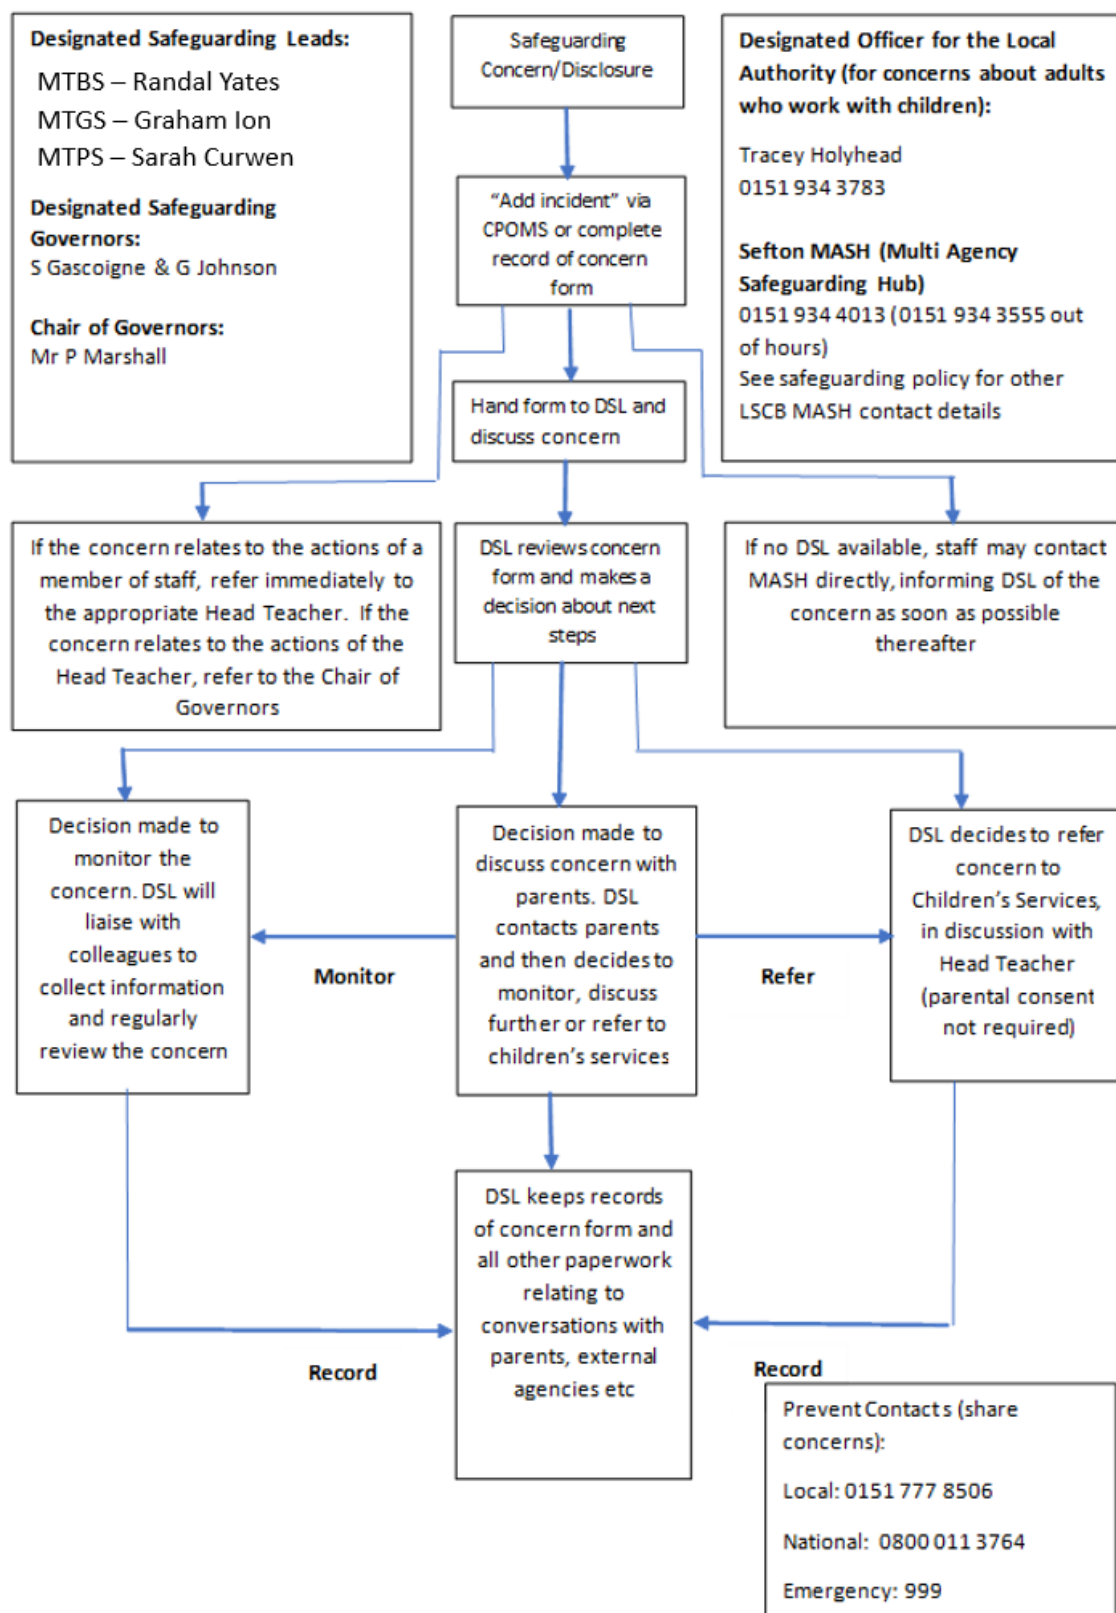 Designated Safeguarding Leads:
MTBS – Randal Yates
MTGS – Graham Ion
MTPS – Sarah Curwen
Designated Safeguarding
Governors:
S Gascoigne & G Johnson
Chair of Governors:
Mr P Marshall
Safeguarding
Concern/Disclosure
Designated Officer for the Local
Authority (for concerns about adults
who work with children):
Tracey Holyhead
0151 934 3783
Sefton MASH (Multi Agency
Safeguarding Hub)
0151 934 4013 (0151 934 3555 out
of hours)
See safeguarding policy for other
LSCB MASH contact details
“Add incident” via
CPOMS or complete
record of concern
form
Hand form to DSL and
discuss concern
If the concern relates to the actions of a
member of staff, refer immediately to
the appropriate Head Teacher. If the
concern relates to the actions of the
Head Teacher, refer to the Chair of
Governors
DSL reviews concern
form and makes a
decision about next
steps
If no DSL available, staff may contact
MASH directly, informing DSL of the
concern as soon as possible
thereafter
Decision made to
monitor the
concern. DSL will
liaise with
colleagues to
collect information
and regularly
review the concern
Monitor
Decision made to
discuss concern with
parents. DSL
contacts parents
and then decides to
monitor, discuss
further or refer to
children’s services
Refer
DSL decides to refer
concern to
Children’s Services,
in discussion with
Head Teacher
(parental consent
not required)
DSL keeps records
of concern form and
all other paperwork
relating to
conversations with
parents, external
agencies etc
Record
Record
Prevent Contacts (share
concerns):
Local: 0151 777 8506
National: 0800 011 3764
Emergency: 999